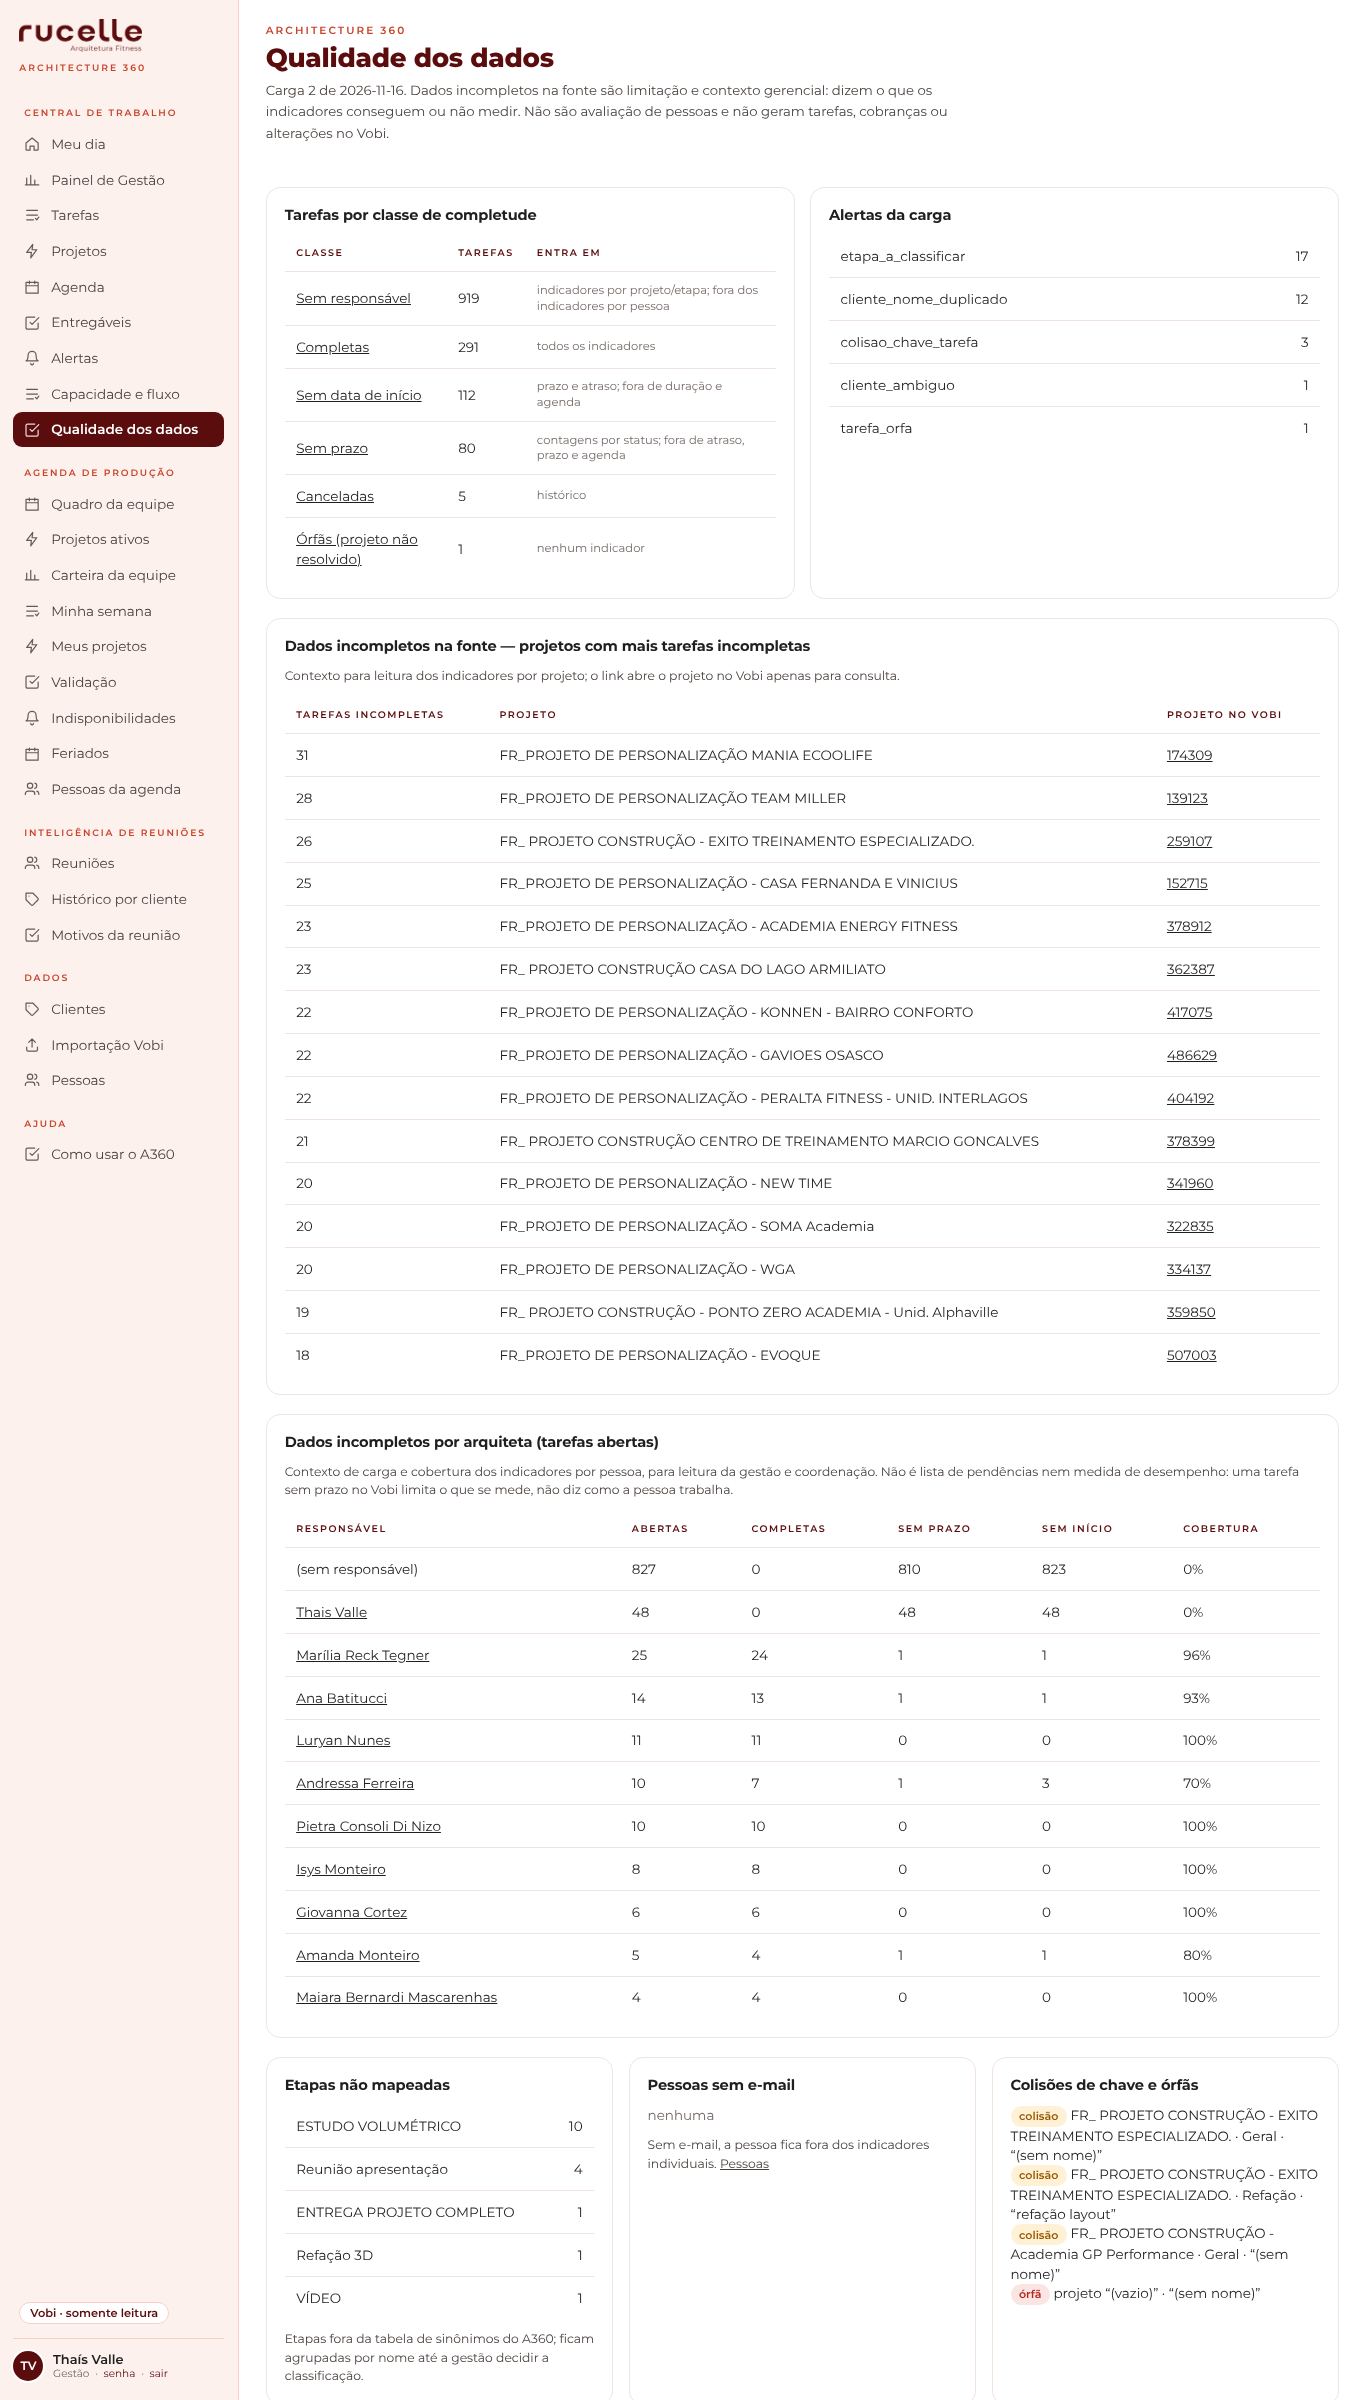 rucelle
Arquitetura Fitness
ARCHITECTURE 360
CENTRAL DE TRABALHO
Meu dia
Painel de Gestão
Tarefas
Projetos
Agenda
Entregáveis
Alertas
Capacidade e fluxo
Qualidade dos dados
AGENDA DE PRODUÇÃO
Quadro da equipe
Projetos ativos
Carteira da equipe
Minha semana
Meus projetos
Validação
Indisponibilidades
Feriados
Pessoas da agenda
INTELIGÊNCIA DE REUNIÕES
Reuniões
Histórico por cliente
Motivos da reunião
DADOS
Clientes
Importação Vobi
Pessoas
AJUDA
Como usar o A360
Vobi · somente leitura
TV
Thaís Valle
Gestão · senha · sair
ARCHITECTURE 360
Qualidade dos dados
Carga 2 de 2026-11-16. Dados incompletos na fonte são limitação e contexto gerencial: dizem o que os
indicadores conseguem ou não medir. Não são avaliação de pessoas e não geram tarefas, cobranças ou
alterações no Vobi.
Tarefas por classe de completude
CLASSE TAREFAS ENTRA EM
Sem responsável 919 indicadores por projeto/etapa; fora dos
indicadores por pessoa
Completas 291 todos os indicadores
Sem data de início 112 prazo e atraso; fora de duração e
agenda
Sem prazo 80 contagens por status; fora de atraso,
prazo e agenda
Canceladas 5 histórico
Órfãs (projeto não
resolvido) 1 nenhum indicador
Alertas da carga
etapa_a_classificar 17
cliente_nome_duplicado 12
colisao_chave_tarefa 3
cliente_ambiguo 1
tarefa_orfa 1
Dados incompletos na fonte — projetos com mais tarefas incompletas
Contexto para leitura dos indicadores por projeto; o link abre o projeto no Vobi apenas para consulta.
TAREFAS INCOMPLETAS PROJETO PROJETO NO VOBI
31 FR_PROJETO DE PERSONALIZAÇÃO MANIA ECOOLIFE 174309
28 FR_PROJETO DE PERSONALIZAÇÃO TEAM MILLER 139123
26 FR_ PROJETO CONSTRUÇÃO - EXITO TREINAMENTO ESPECIALIZADO. 259107
25 FR_PROJETO DE PERSONALIZAÇÃO - CASA FERNANDA E VINICIUS 152715
23 FR_PROJETO DE PERSONALIZAÇÃO - ACADEMIA ENERGY FITNESS 378912
23 FR_ PROJETO CONSTRUÇÃO CASA DO LAGO ARMILIATO 362387
22 FR_PROJETO DE PERSONALIZAÇÃO - KONNEN - BAIRRO CONFORTO 417075
22 FR_PROJETO DE PERSONALIZAÇÃO - GAVIOES OSASCO 486629
22 FR_PROJETO DE PERSONALIZAÇÃO - PERALTA FITNESS - UNID. INTERLAGOS 404192
21 FR_ PROJETO CONSTRUÇÃO CENTRO DE TREINAMENTO MARCIO GONCALVES 378399
20 FR_PROJETO DE PERSONALIZAÇÃO - NEW TIME 341960
20 FR_PROJETO DE PERSONALIZAÇÃO - SOMA Academia 322835
20 FR_PROJETO DE PERSONALIZAÇÃO - WGA 334137
19 FR_ PROJETO CONSTRUÇÃO - PONTO ZERO ACADEMIA - Unid. Alphaville 359850
18 FR_PROJETO DE PERSONALIZAÇÃO - EVOQUE 507003
Dados incompletos por arquiteta (tarefas abertas)
Contexto de carga e cobertura dos indicadores por pessoa, para leitura da gestão e coordenação. Não é lista de pendências nem medida de desempenho: uma tarefa
sem prazo no Vobi limita o que se mede, não diz como a pessoa trabalha.
RESPONSÁVEL ABERTAS COMPLETAS SEM PRAZO SEM INÍCIO COBERTURA
(sem responsável) 827 0 810 823 0%
Thais Valle 48 0 48 48 0%
Marília Reck Tegner 25 24 1 1 96%
Ana Batitucci 14 13 1 1 93%
Luryan Nunes 11 11 0 0 100%
Andressa Ferreira 10 7 1 3 70%
Pietra Consoli Di Nizo 10 10 0 0 100%
Isys Monteiro 8 8 0 0 100%
Giovanna Cortez 6 6 0 0 100%
Amanda Monteiro 5 4 1 1 80%
Maiara Bernardi Mascarenhas 4 4 0 0 100%
Etapas não mapeadas
ESTUDO VOLUMÉTRICO 10
Reunião apresentação 4
ENTREGA PROJETO COMPLETO 1
Refação 3D 1
VÍDEO 1
Etapas fora da tabela de sinônimos do A360; ficam
agrupadas por nome até a gestão decidir a
classificação.
Pessoas sem e-mail
nenhuma
Sem e-mail, a pessoa fica fora dos indicadores
individuais. Pessoas
Colisões de chave e órfãs
colisão FR_ PROJETO CONSTRUÇÃO - EXITO
TREINAMENTO ESPECIALIZADO. · Geral ·
“(sem nome)”
colisão FR_ PROJETO CONSTRUÇÃO - EXITO
TREINAMENTO ESPECIALIZADO. · Refação ·
“refação layout”
colisão FR_ PROJETO CONSTRUÇÃO -
Academia GP Performance · Geral · “(sem
nome)”
órfã projeto “(vazio)” · “(sem nome)”